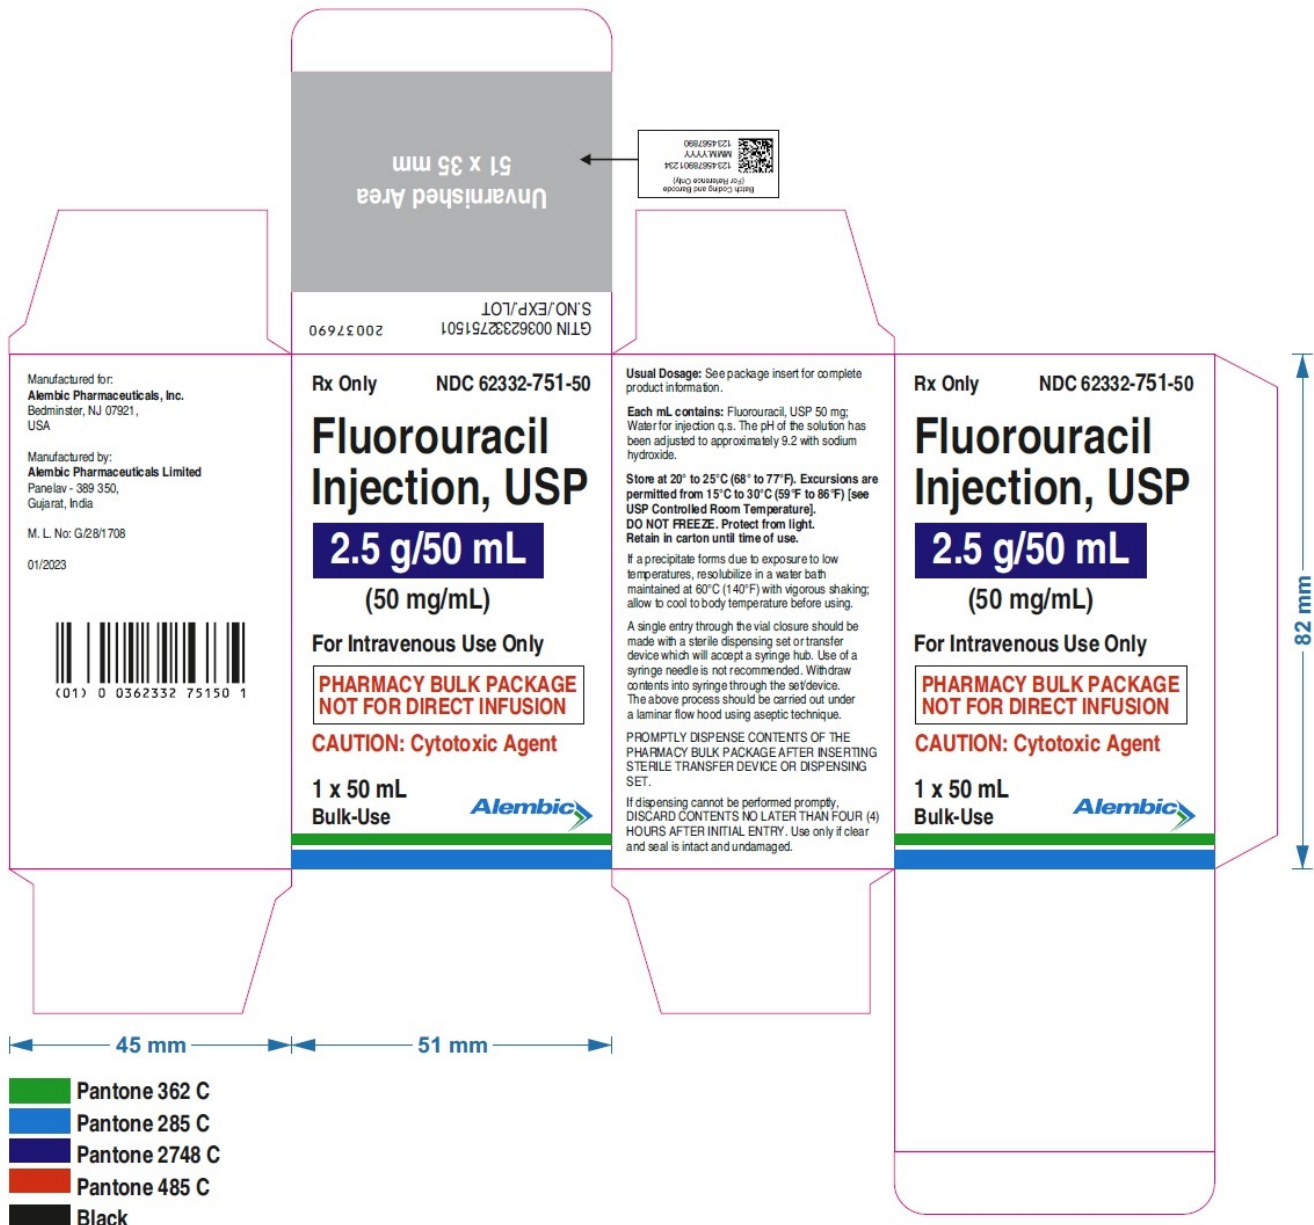 Batch Coding and Barcode
(For Reference Only)
12345678901234
MMM.YYYY
1234567890
Unvarnished Area
51 x 35 mm
GTIN 00362332751501
S.NO./EXP./LOT
20037690
Manufactured for:
Alembic Pharmaceuticals, Inc.
Bedminster, NJ 07921,
USA
Manufactured by:
Alembic Pharmaceuticals Limited
Panelav - 389 350,
Gujarat, India
M. L. No: G/28/1708
01/2023
(01) 0 0362332 75150 1
Rx Only NDC 62332-751-50
Fluorouracil
Injection, USP
2.5 g/50 mL
(50 mg/mL)
For Intravenous Use Only
PHARMACY BULK PACKAGE
NOT FOR DIRECT INFUSION
CAUTION: Cytotoxic Agent
1 x 50 mL
Bulk-Use
Alembic
Usual Dosage: See package insert for complete
product information.
Each mL contains: Fluorouracil, USP 50 mg;
Water for injection q.s. The pH of the solution has
been adjusted to approximately 9.2 with sodium
hydroxide.
Store at 20° to 25°C (68° to 77°F). Excursions are
permitted from 15°C to 30°C (59°F to 86°F) [see
USP Controlled Room Temperature].
DO NOT FREEZE. Protect from light.
Retain in carton until time of use.
If a precipitate forms due to exposure to low
temperatures, resolubilize in a water bath
maintained at 60°C (140°F) with vigorous shaking;
allow to cool to body temperature before using.
A single entry through the vial closure should be
made with a sterile dispensing set or transfer
device which will accept a syringe hub. Use of a
syringe needle is not recommended. Withdraw
contents into syringe through the set/device.
The above process should be carried out under
a laminar flow hood using aseptic technique.
PROMPTLY DISPENSE CONTENTS OF THE
PHARMACY BULK PACKAGE AFTER INSERTING
STERILE TRANSFER DEVICE OR DISPENSING
SET.
If dispensing cannot be performed promptly,
DISCARD CONTENTS NO LATER THAN FOUR (4)
HOURS AFTER INITIAL ENTRY. Use only if clear
and seal is intact and undamaged.
Rx Only NDC 62332-751-50
Fluorouracil
Injection, USP
2.5 g/50 mL
(50 mg/mL)
For Intravenous Use Only
PHARMACY BULK PACKAGE
NOT FOR DIRECT INFUSION
CAUTION: Cytotoxic Agent
1 x 50 mL
Bulk-Use
Alembic
82 mm
45 mm
51 mm
Pantone 362 C
Pantone 285 C
Pantone 2748 C
Pantone 485 C
Black